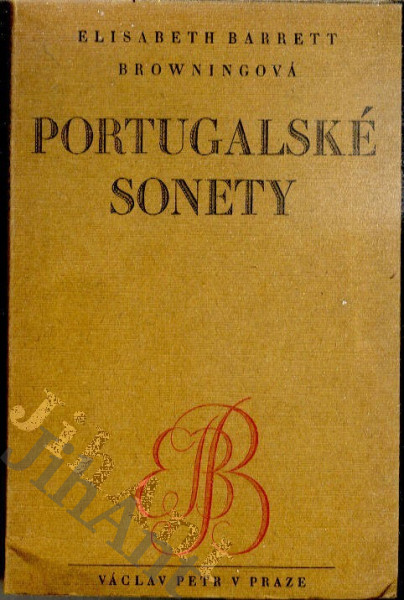 ELISABETH BARRETT
BROWNINGOVÁ
PORTUGALSKÉ
SONETY
EBB
VÁCLAV PETR V PRAZE